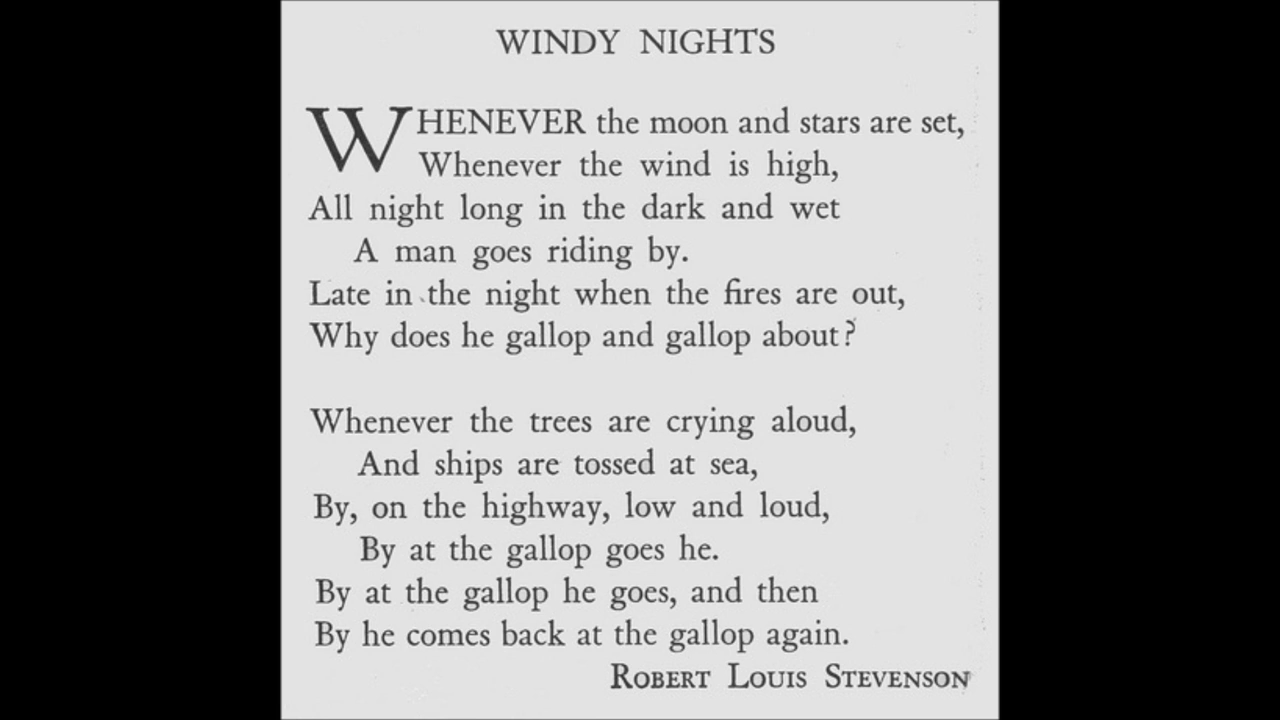 WINDY NIGHTS
WHENEVER the moon and stars are set,
Whenever the wind is high,
All night long in the dark and wet
A man goes riding by.
Late in the night when the fires are out,
Why does he gallop and gallop about?
Whenever the trees are crying aloud,
And ships are tossed at sea,
By, on the highway, low and loud,
By at the gallop goes he.
By at the gallop he goes, and then
By he comes back at the gallop again.
ROBERT LOUIS STEVENSON